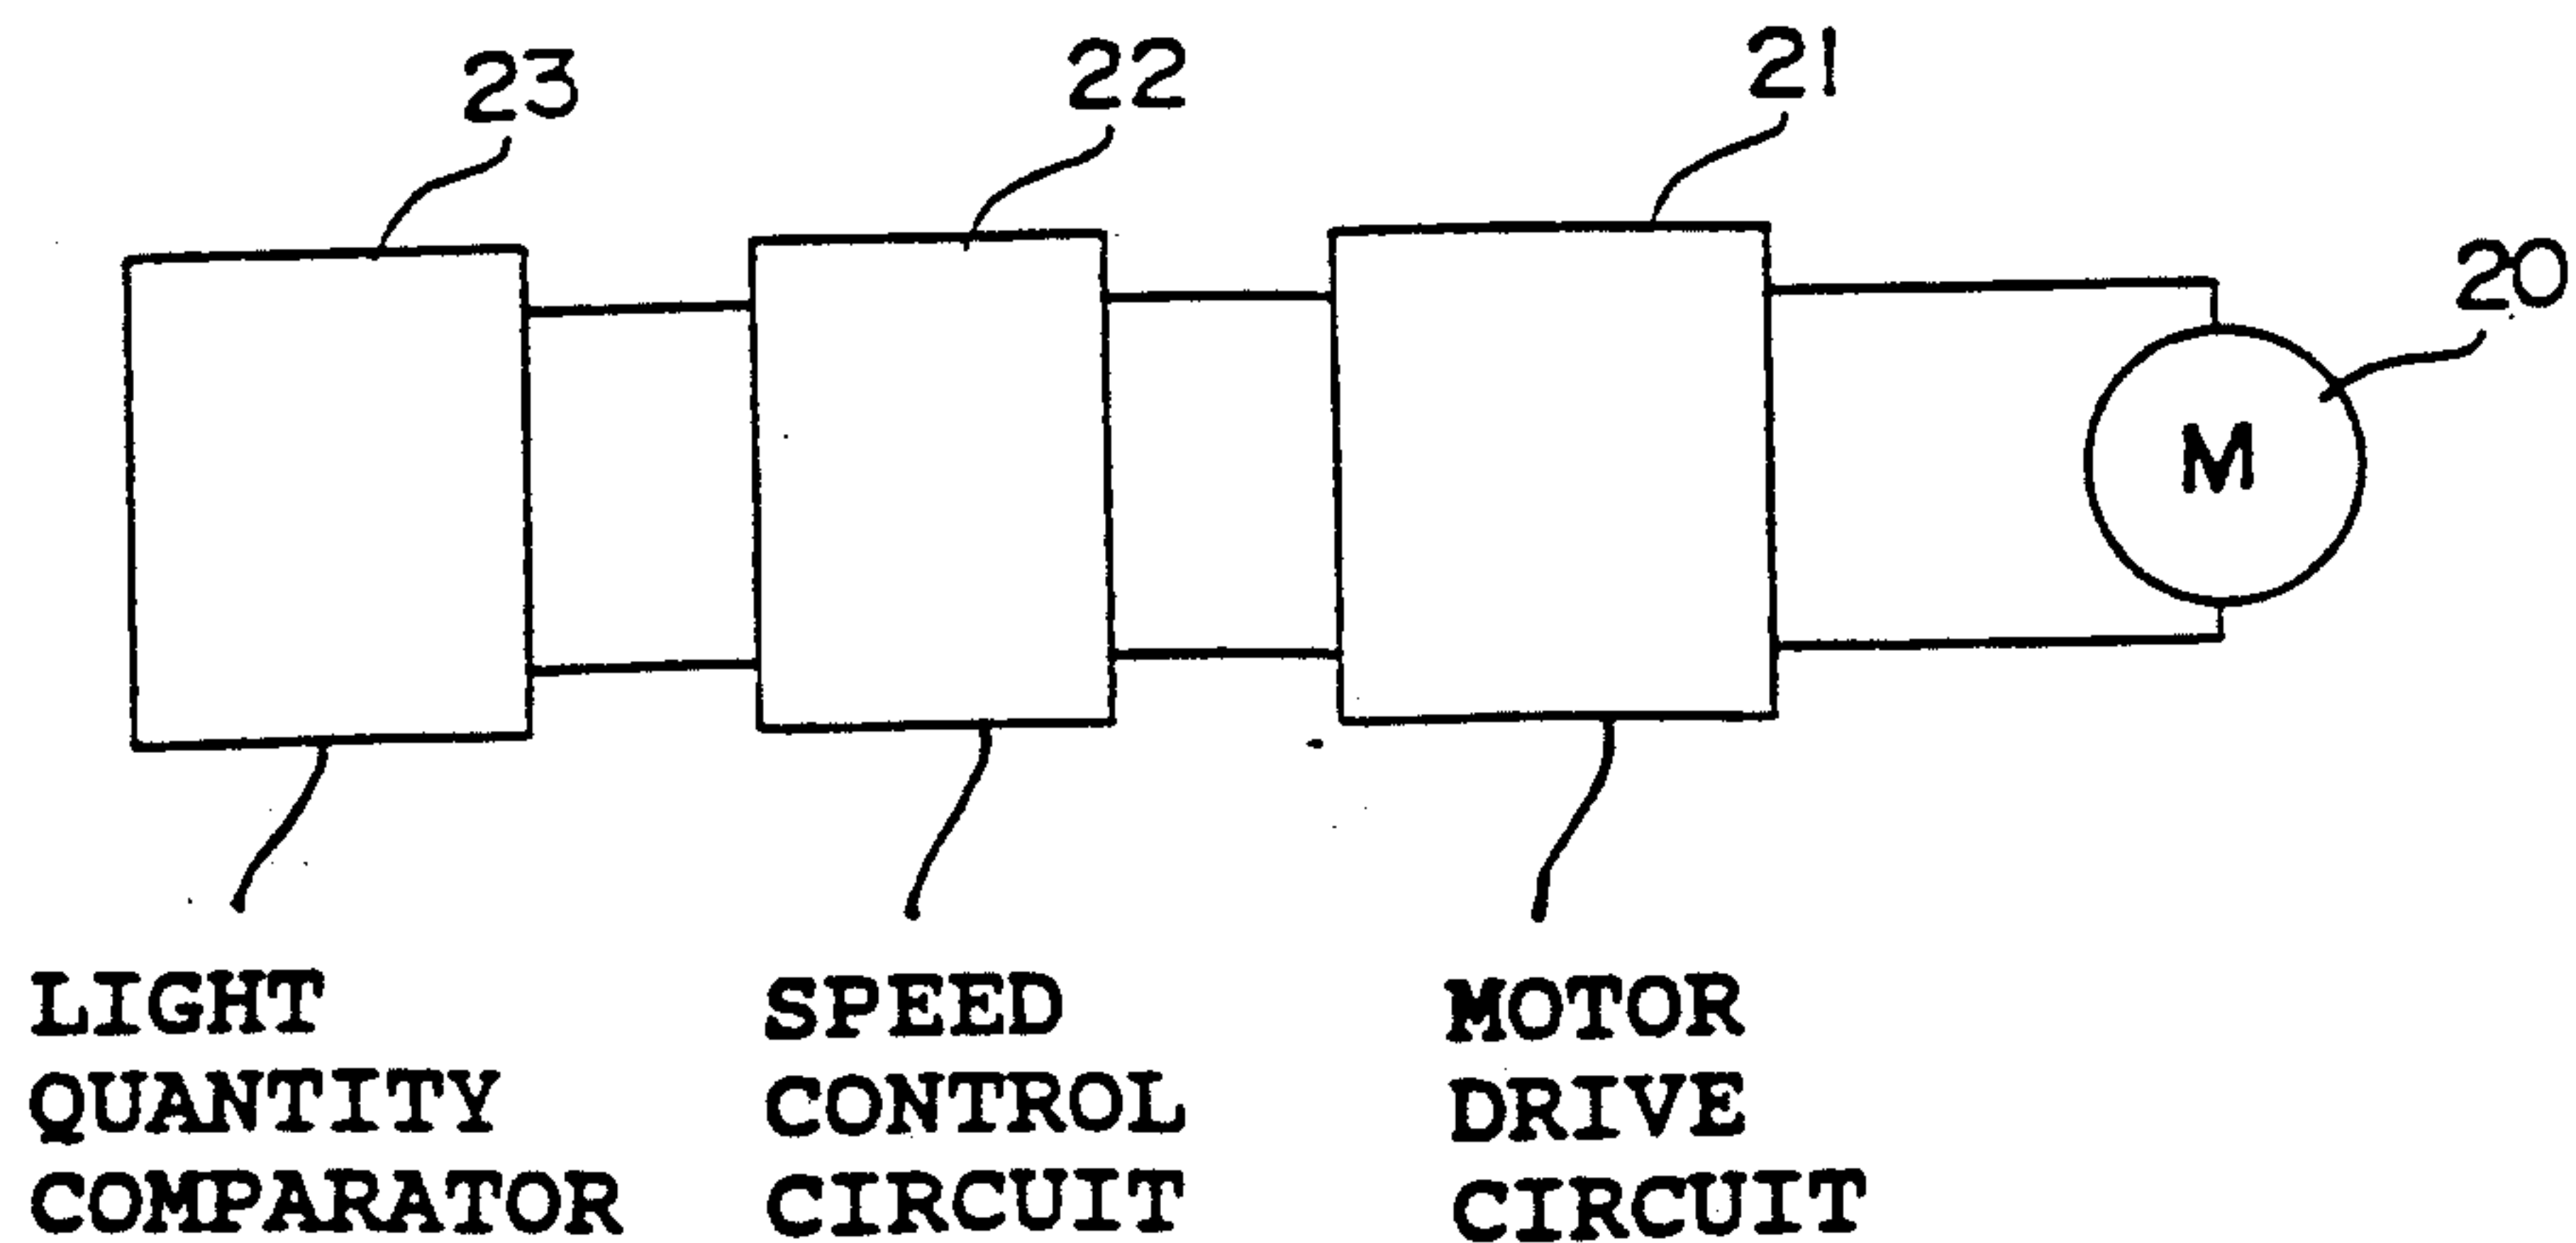 23
22
21
20
M
LIGHT
QUANTITY
COMPARATOR
SPEED
CONTROL
CIRCUIT
MOTOR
DRIVE
CIRCUIT